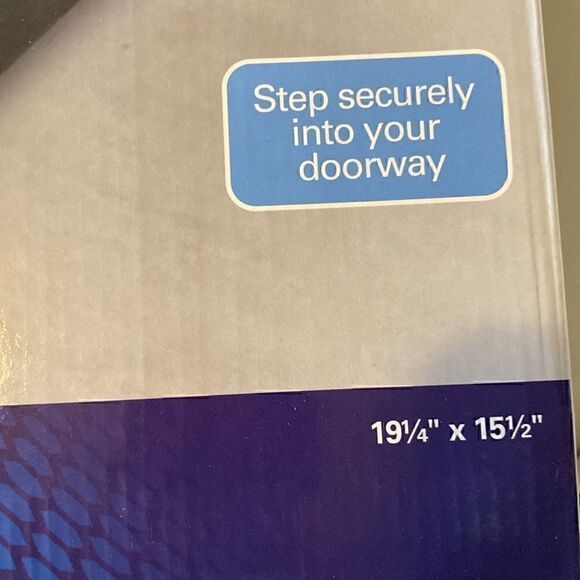 Step securely
into your
doorway
19¼" x 15½"